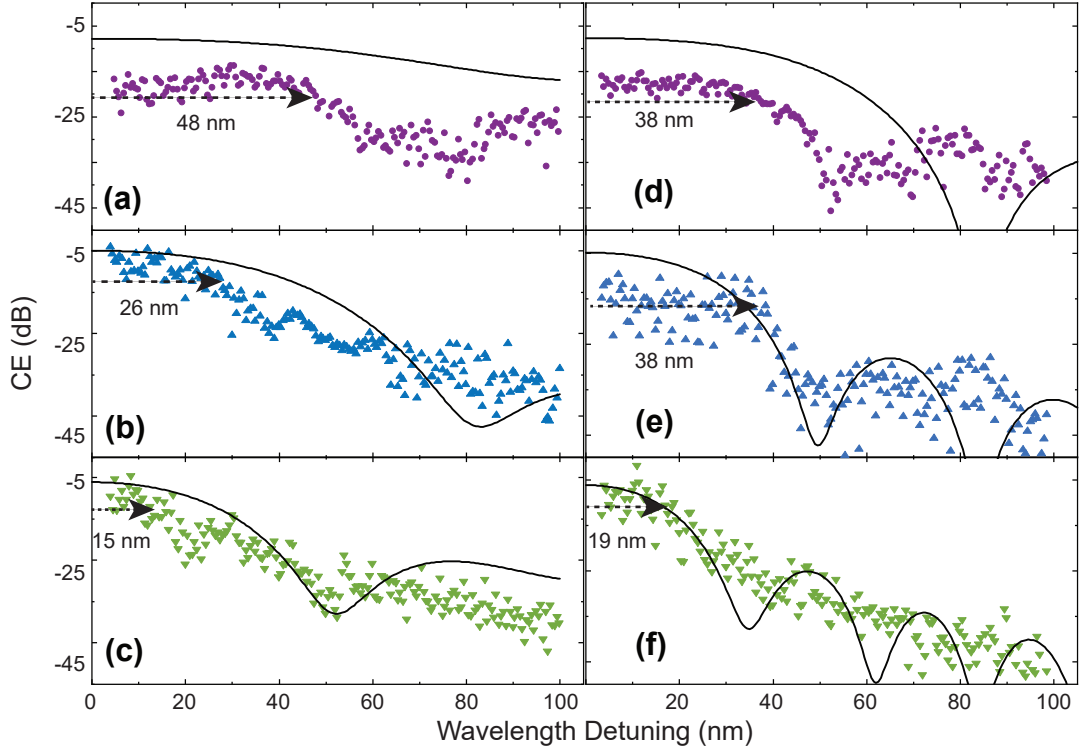 -5
-25
-45
48 nm
(a)
38 nm
(d)
-5
-25
-45
26 nm
(b)
38 nm
(e)
-5
-25
-45
15 nm
(c)
19 nm
(f)
CE (dB)
0 20 40 60 80 100
20 40 60 80 100
Wavelength Detuning (nm)